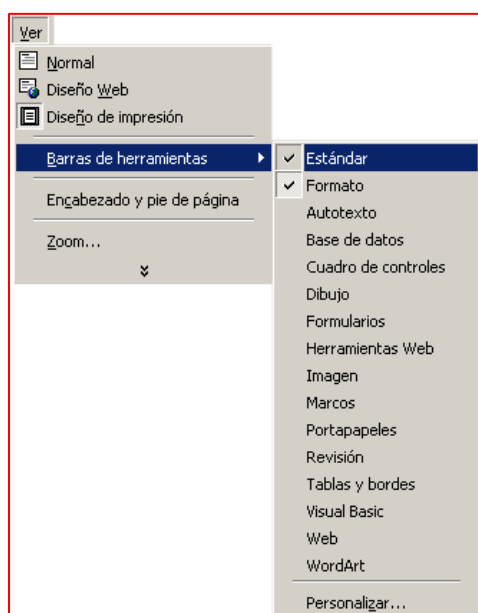 Ver
Normal
Diseño Web
Diseño de impresión
Barras de herramientas
Encabezado y pie de página
Zoom...
Estándar
Formato
Autotexto
Base de datos
Cuadro de controles
Dibujo
Formularios
Herramientas Web
Imagen
Marcos
Portapapeles
Revisión
Tablas y bordes
Visual Basic
Web
WordArt
Personalizar...